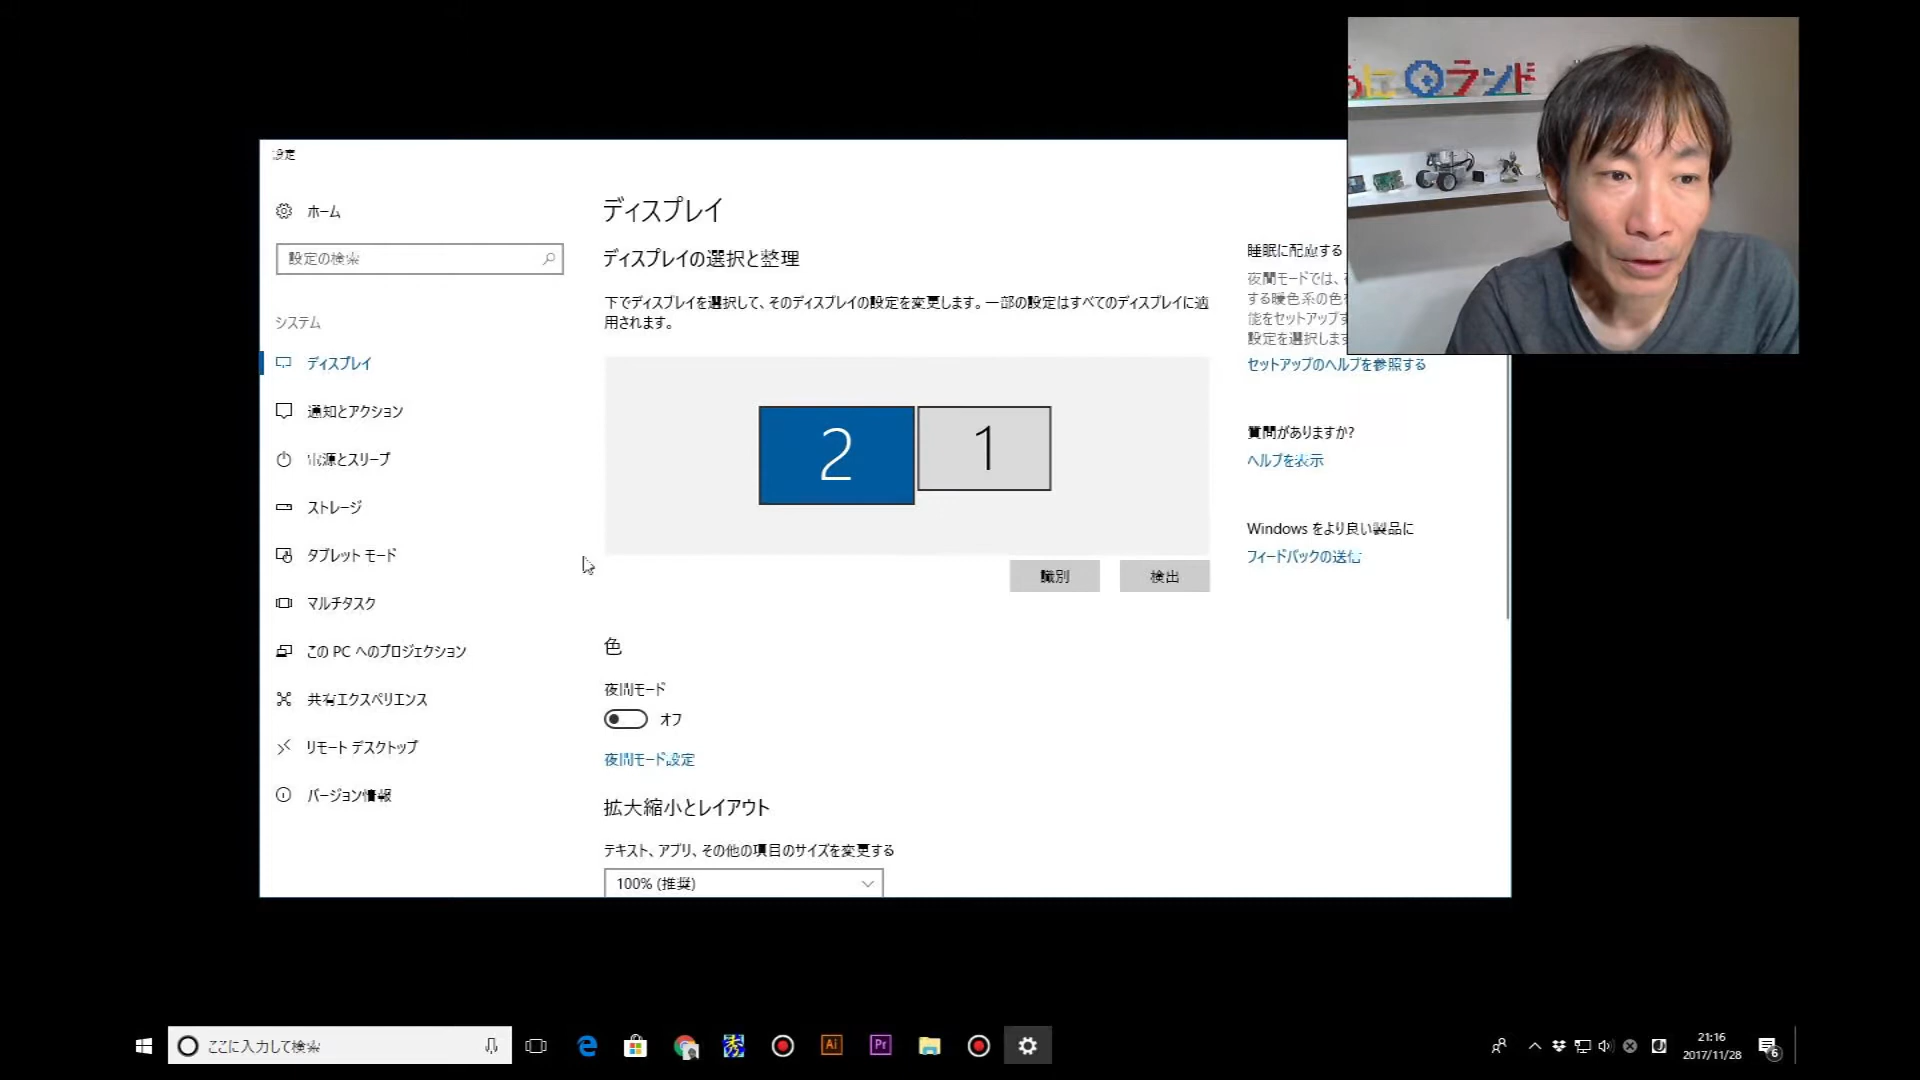 設定
ホーム
設定の検索
システム
ディスプレイ
通知とアクション
電源とスリープ
ストレージ
タブレット モード
マルチタスク
この PC へのプロジェクション
共有エクスペリエンス
リモート デスクトップ
バージョン情報
ディスプレイ
ディスプレイの選択と整理
下でディスプレイを選択して、そのディスプレイの設定を変更します。一部の設定はすべてのディスプレイに適
用されます。
2
1
識別
検出
色
夜間モード
オフ
夜間モード設定
拡大縮小とレイアウト
テキスト、アプリ、その他の項目のサイズを変更する
100% (推奨)
睡眠に配慮する
夜間モードでは、
する暖色系の色
能をセットアップす
設定を選択します
セットアップのヘルプを参照する
質問がありますか?
ヘルプを表示
Windows をより良い製品に
フィードバックの送信
らにQランド
ここに入力して検索
秀
Ai
Pr
21:16
2017/11/28
6